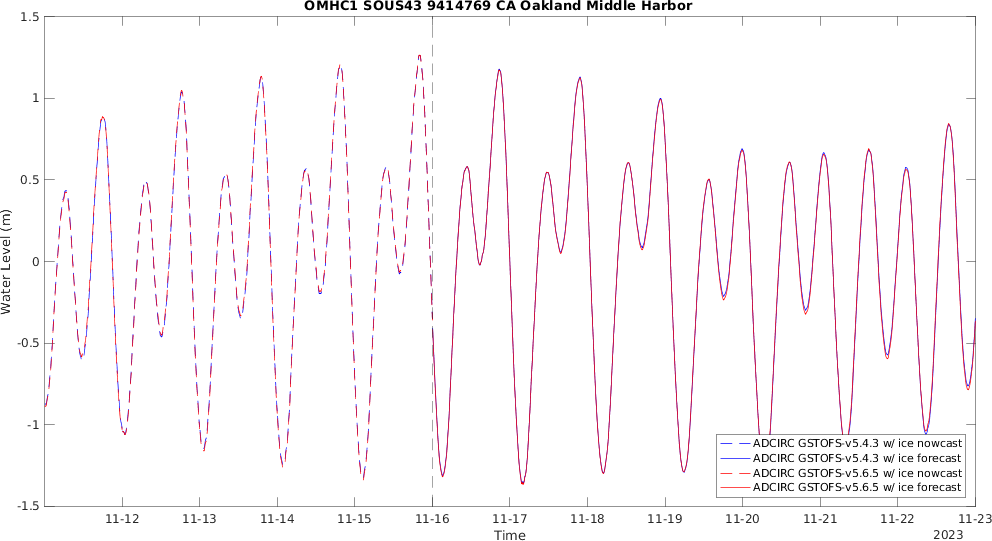 OMHC1 SOUS43 9414769 CA Oakland Middle Harbor
1.5
1
0.5
0
-0.5
-1
-1.5
Water Level (m)
ADCIRC GSTOFS-v5.4.3 w/ ice nowcast
ADCIRC GSTOFS-v5.4.3 w/ ice forecast
ADCIRC GSTOFS-v5.6.5 w/ ice nowcast
ADCIRC GSTOFS-v5.6.5 w/ ice forecast
11-12 11-13 11-14 11-15 11-16 11-17 11-18 11-19 11-20 11-21 11-22 11-23
Time
2023